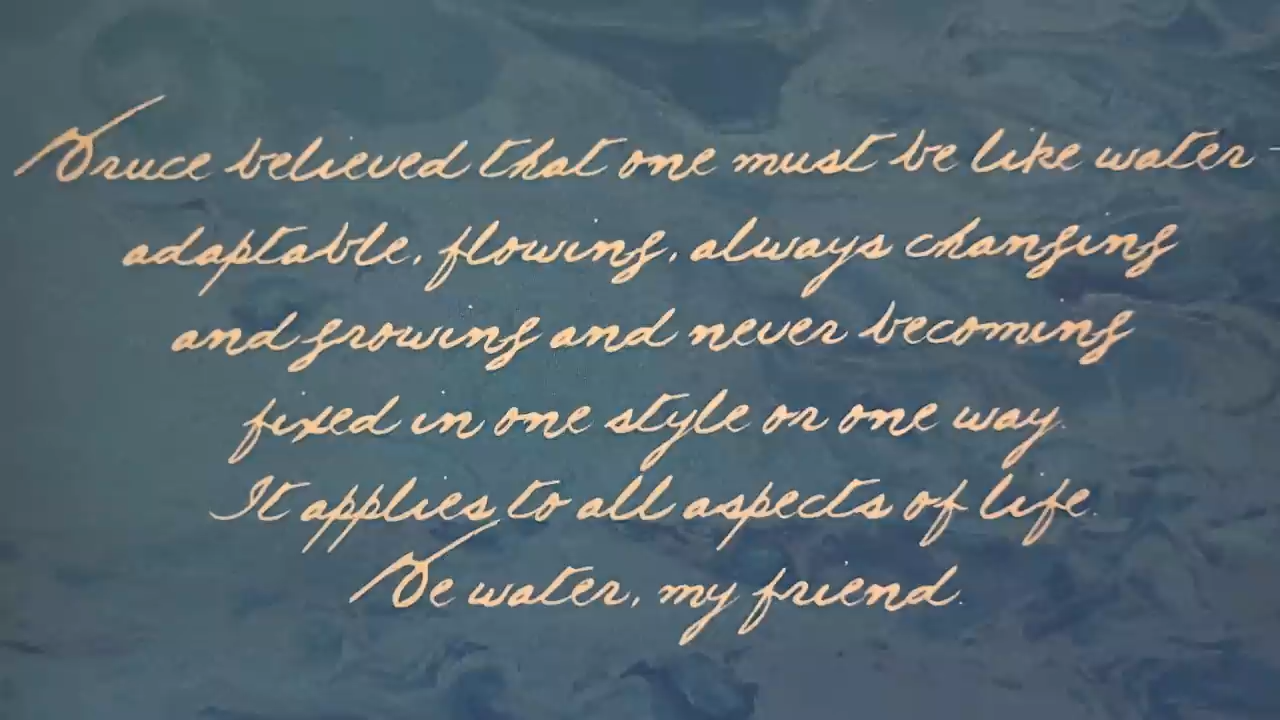 Bruce believed that one must be like water -
adaptable, flowing, always changing
and growing and never becoming
fixed in one style or one way.
It applies to all aspects of life.
Be water, my friend.